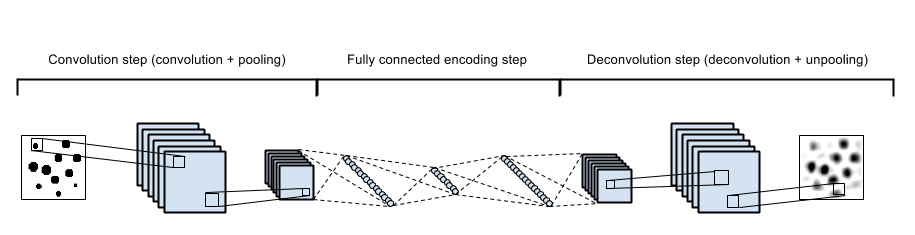 Convolution step (convolution + pooling)
Fully connected encoding step
Deconvolution step (deconvolution + unpooling)